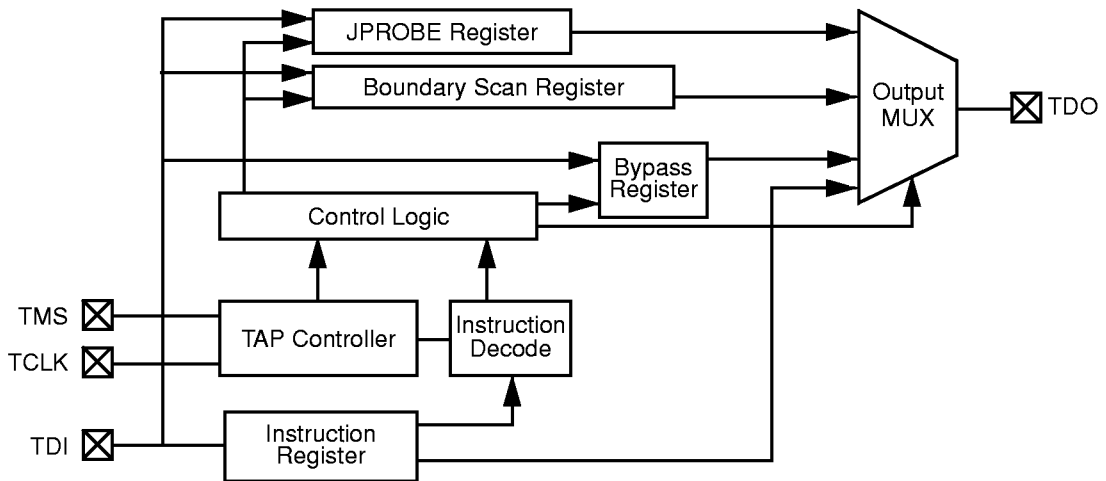 JPROBE Register
Boundary Scan Register
Output
MUX
TDO
Bypass
Register
Control Logic
TMS
TCLK
TAP Controller
Instruction
Decode
TDI
Instruction
Register